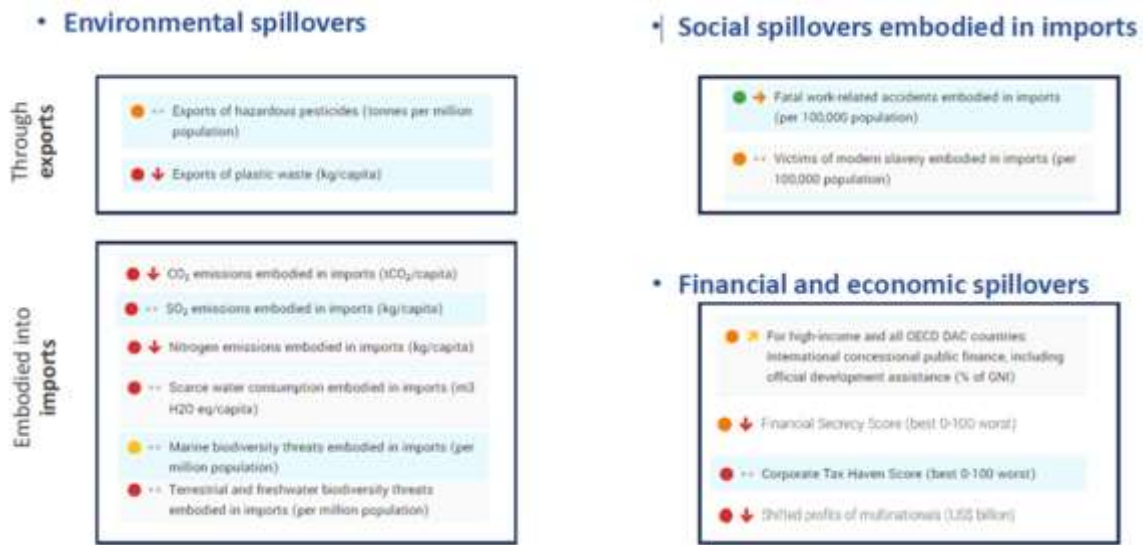 • Environmental spillovers
Through
exports
Exports of hazardous pesticides (tonnes per million
population)
Exports of plastic waste (kg/capita)
Embodied into
imports
CO₂ emissions embodied in imports (tCO₂/capita)
SO₂ emissions embodied in imports (kg/capita)
Nitrogen emissions embodied in imports (kg/capita)
Scarce water consumption embodied in imports (m3
H2O eq/capita)
Marine biodiversity threats embodied in imports (per
million population)
Terrestrial and freshwater biodiversity threats
embodied in imports (per million population)
• Social spillovers embodied in imports
Fatal work-related accidents embodied in imports
(per 100,000 population)
Victims of modern slavery embodied in imports (per
100,000 population)
• Financial and economic spillovers
For high-income and all OECD DAC countries:
International concessional public finance, including
official development assistance (% of GNI)
Financial Secrecy Score (best 0-100 worst)
Corporate Tax Haven Score (best 0-100 worst)
Shifted profits of multinationals (US$ billion)